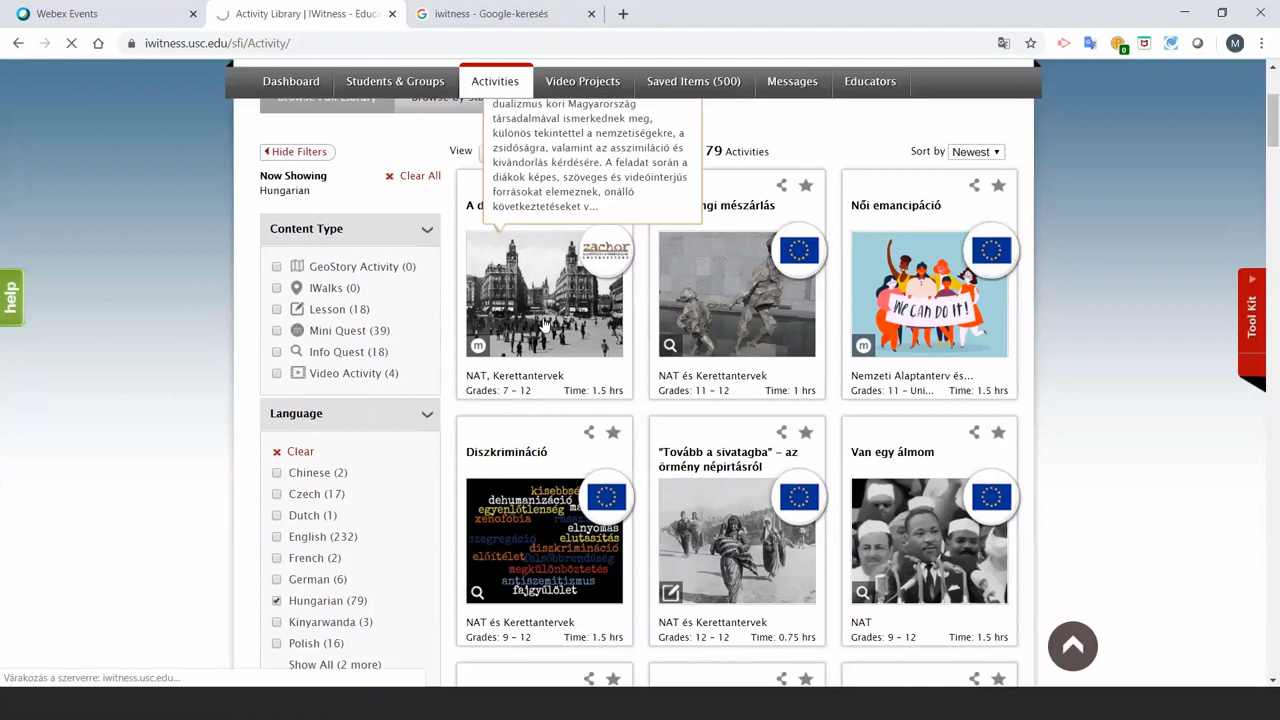 Webex Events
Activity Library | IWitness - Educa
iwitness - Google-keresés
iwitness.usc.edu/sfi/Activity/
M
Dashboard
Students & Groups
Activities
Video Projects
Saved Items (500)
Messages
Educators
dualizmus kori Magyarország
társadalmával ismerkednek meg,
különös tekintettel a nemzetiségekre, a
zsidóságra, valamint az asszimiláció és
kivándorlás kérdésére. A feladat során a
diákok képes, szöveges és videóinterjús
forrásokat elemeznek, önálló
következtetéseket v...
Hide Filters
View
79 Activities
Sort by
Newest
Now Showing
Clear All
Hungarian
Content Type
GeoStory Activity (0)
IWalks (0)
Lesson (18)
Mini Quest (39)
Info Quest (18)
Video Activity (4)
Language
Clear
Chinese (2)
Czech (17)
Dutch (1)
English (232)
French (2)
German (6)
Hungarian (79)
Kinyarwanda (3)
Polish (16)
Show All (2 more)
A d
zachor
m
NAT, Kerettantervek
Grades: 7 – 12
Time: 1.5 hrs
ngi mészárlás
NAT és Kerettantervek
Grades: 11 – 12
Time: 1 hrs
Női emancipáció
WE CAN DO IT!
m
Nemzeti Alaptanterv és...
Grades: 11 – Uni...
Time: 1.5 hrs
Diszkrimináció
kisebbsé
dehumanizáció
egyenlőtlenség
xenofóbia
elnyomás
szegregáció
elutasítás
diszkrimináció
előítélet
felsőbbrendűség
megkülönböztetés
antiszemitizmus
fajgyűlölet
NAT és Kerettantervek
Grades: 9 – 12
Time: 1.5 hrs
“Tovább a sivatagba” – az
örmény népirtásról
NAT és Kerettantervek
Grades: 12 – 12
Time: 0.75 hrs
Van egy álmom
NAT
Grades: 9 – 12
Time: 1.5 hrs
help
Tool Kit
Várakozás a szerverre: iwitness.usc.edu...